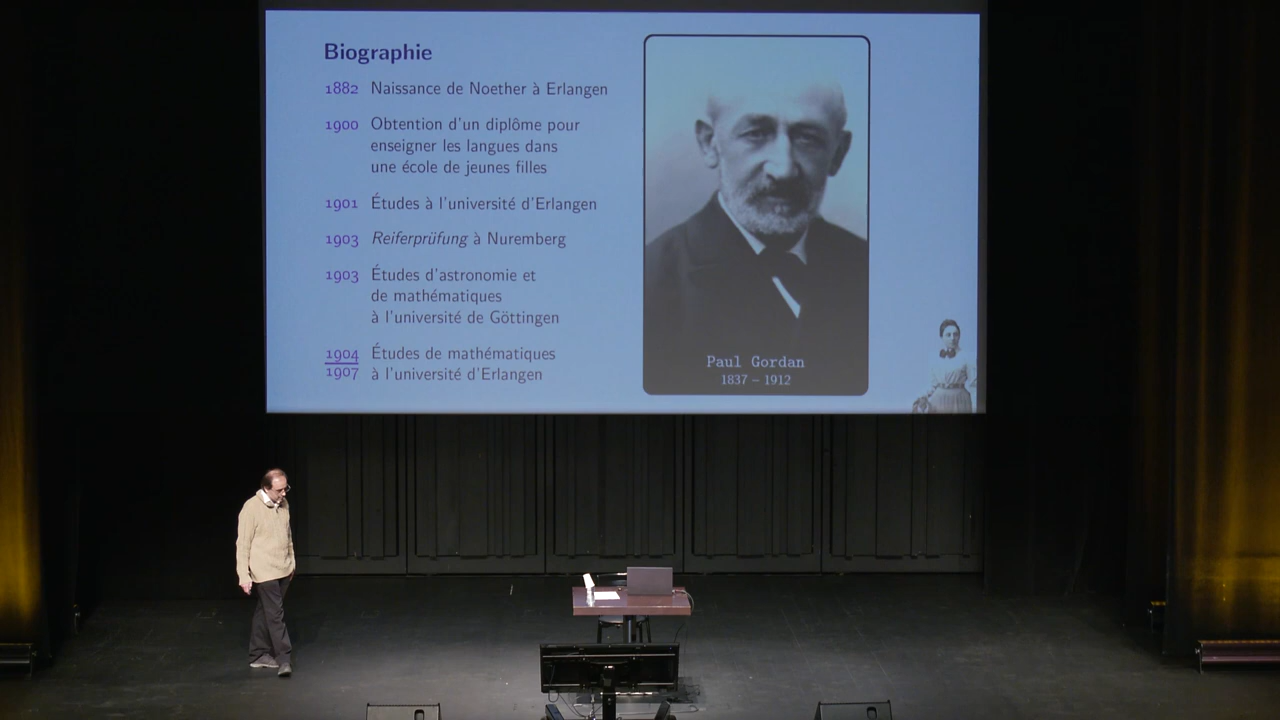 Biographie
1882 Naissance de Noether à Erlangen
1900 Obtention d'un diplôme pour
enseigner les langues dans
une école de jeunes filles
1901 Études à l'université d'Erlangen
1903 Reiferprüfung à Nuremberg
1903 Études d'astronomie et
de mathématiques
à l'université de Göttingen
1904 Études de mathématiques
1907 à l'université d'Erlangen
Paul Gordan
1837 – 1912